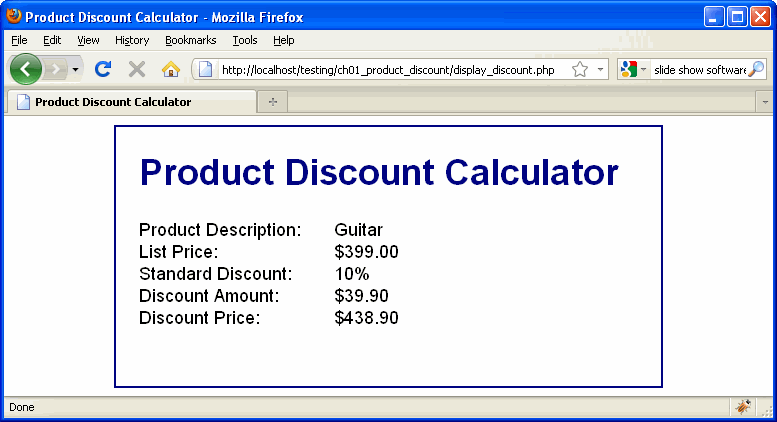 Product Discount Calculator - Mozilla Firefox
File Edit View History Bookmarks Tools Help
http://localhost/testing/ch01_product_discount/display_discount.php slide show software
Product Discount Calculator
Product Discount Calculator
Product Description: Guitar
List Price: $399.00
Standard Discount: 10%
Discount Amount: $39.90
Discount Price: $438.90
Done